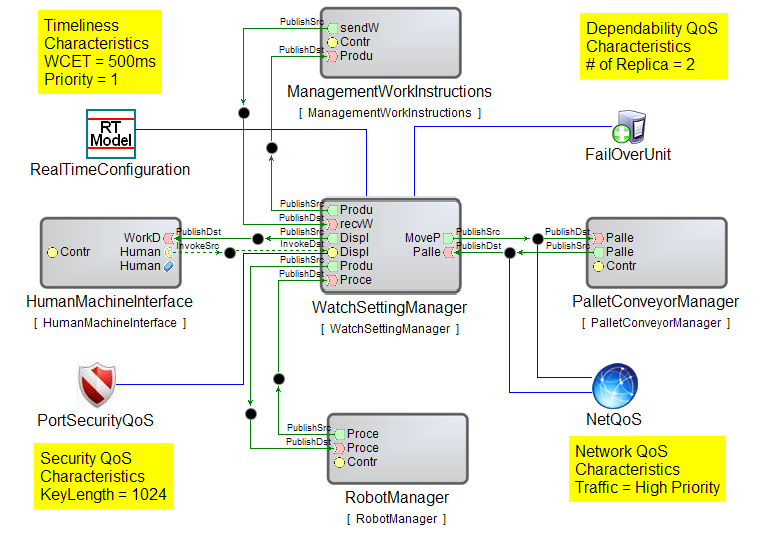 Timeliness
Characteristics
WCET = 500ms
Priority = 1
PublishSrc
sendW
Contr
PublishDst
Produ
ManagementWorkInstructions
[ ManagementWorkInstructions ]
Dependability QoS
Characteristics
# of Replica = 2
RT
Model
RealTimeConfiguration
FailOverUnit
WorkD
PublishDst
Contr
Human
InvokeSrc
Human
HumanMachineInterface
[ HumanMachineInterface ]
PublishSrc
Produ
PublishDst
recvW
PublishSrc
Displ
InvokeDst
Displ
PublishSrc
Produ
PublishDst
Proce
MoveP
PublishSrc
Palle
PublishDst
WatchSettingManager
[ WatchSettingManager ]
PublishDst
Palle
PublishSrc
Palle
Contr
PalletConveyorManager
[ PalletConveyorManager ]
PortSecurityQoS
Security QoS
Characteristics
KeyLength = 1024
PublishSrc
Proce
PublishDst
Proce
Contr
RobotManager
[ RobotManager ]
NetQoS
Network QoS
Characteristics
Traffic = High Priority